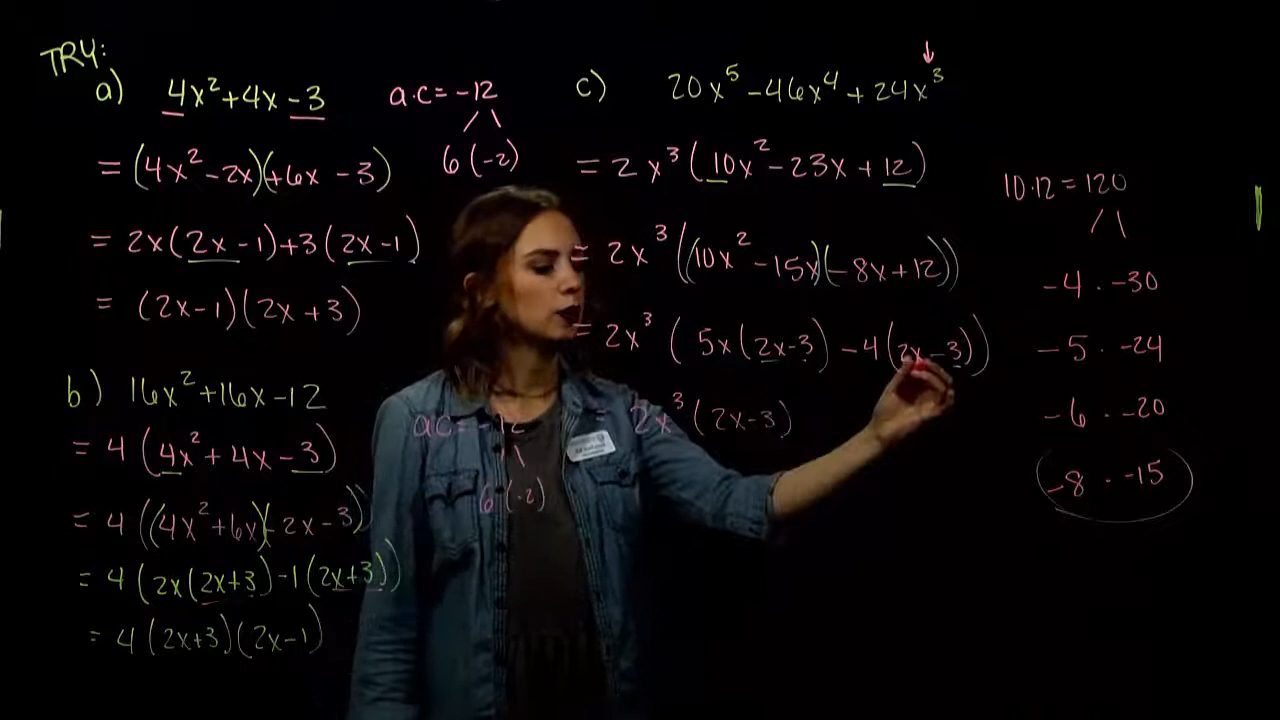 TRY:
a) 4x² + 4x - 3
a·c = -12
6 (-2)
= (4x² - 2x)(+6x - 3)
= 2x(2x - 1) + 3(2x - 1)
= (2x - 1)(2x + 3)
b) 16x² + 16x - 12
= 4(4x² + 4x - 3)
ac = -12
6 (-2)
= 4((4x² + 6x)(-2x - 3))
= 4(2x(2x+3) - 1(2x+3))
= 4(2x+3)(2x-1)
c) 20x⁵ - 46x⁴ + 24x³
= 2x³(10x² - 23x + 12)
= 2x³((10x² - 15x)(-8x + 12))
= 2x³(5x(2x-3) - 4(2x-3))
= 2x³(2x-3)
10·12 = 120
-4 · -30
-5 · -24
-6 · -20
-8 · -15